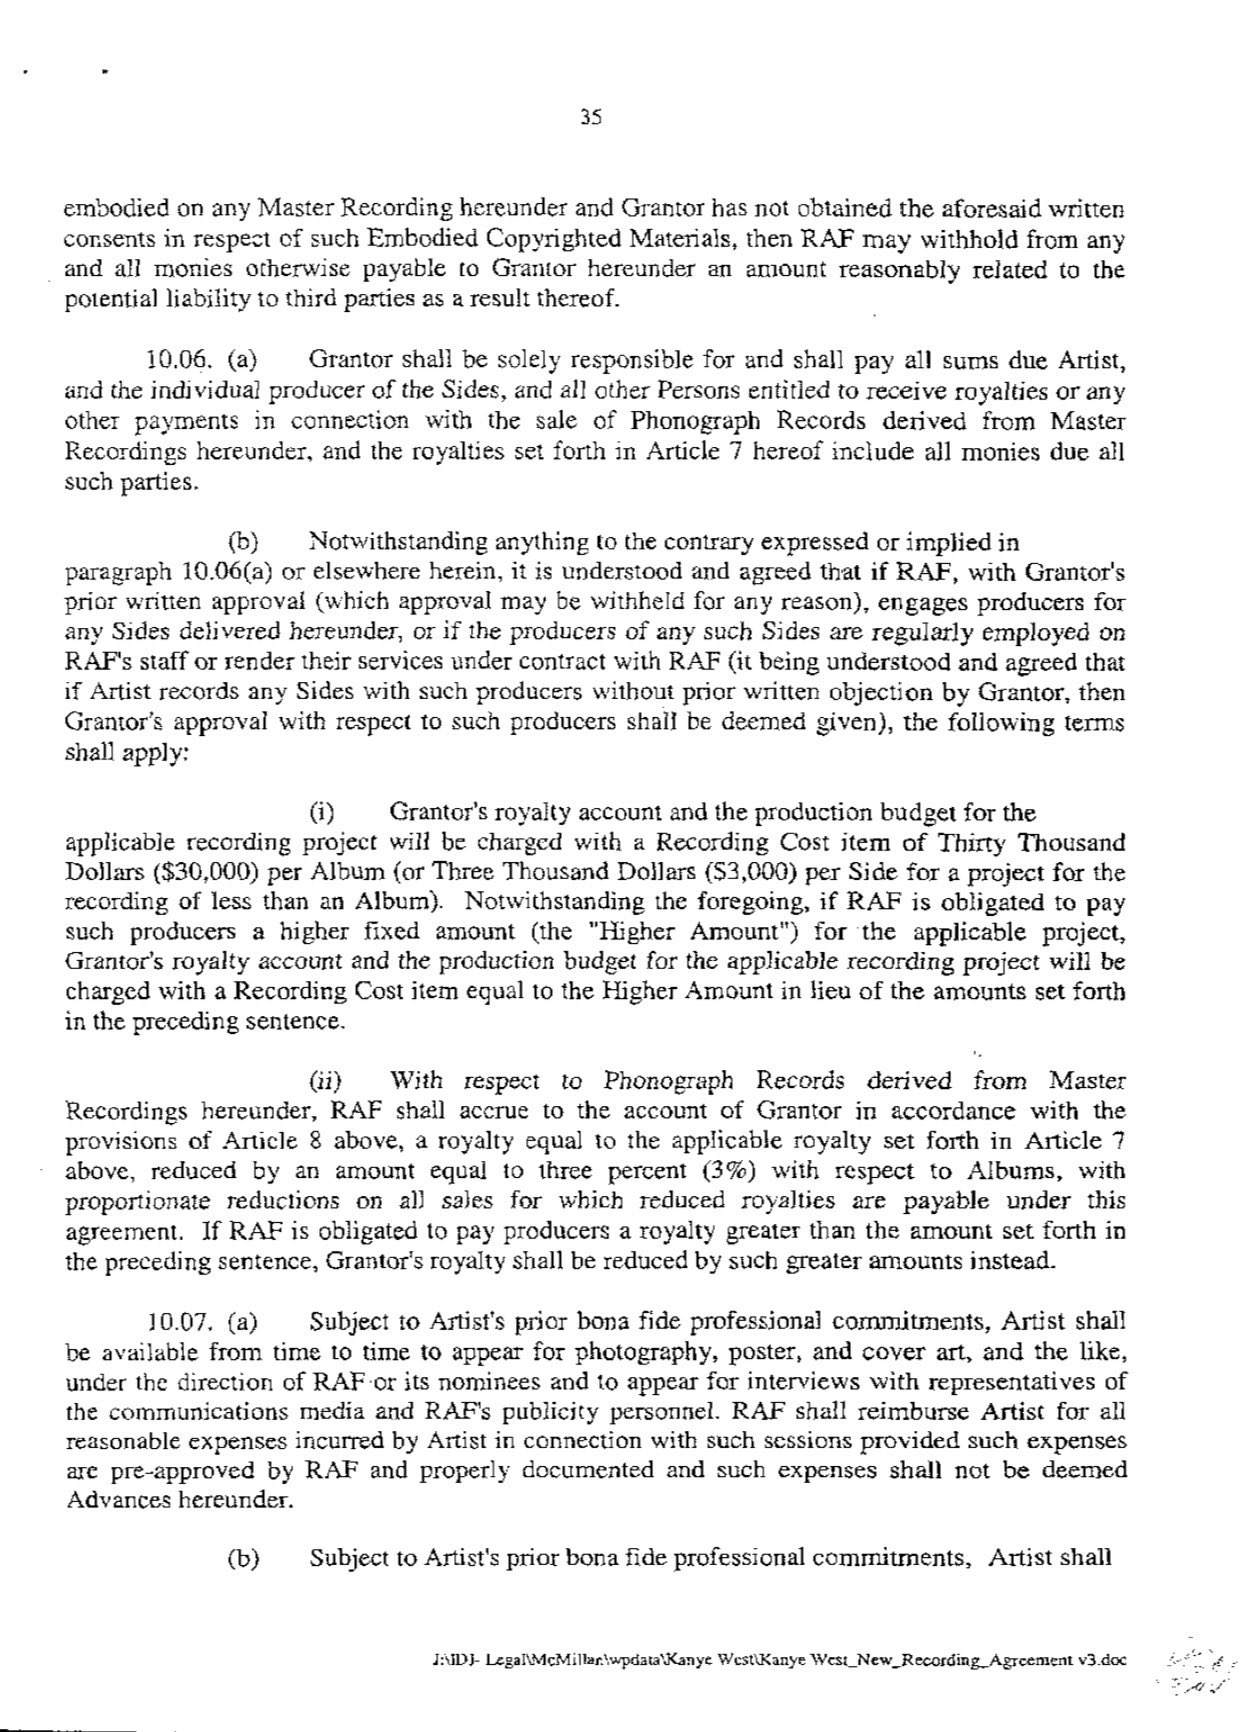 35
embodied on any Master Recording hereunder and Grantor has not obtained the aforesaid written
consents in respect of such Embodied Copyrighted Materials, then RAF may withhold from any
and all monies otherwise payable to Grantor hereunder an amount reasonably related to the
potential liability to third parties as a result thereof.
10.06. (a) Grantor shall be solely responsible for and shall pay all sums due Artist,
and the individual producer of the Sides, and all other Persons entitled to receive royalties or any
other payments in connection with the sale of Phonograph Records derived from Master
Recordings hereunder, and the royalties set forth in Article 7 hereof include all monies due all
such parties.
(b) Notwithstanding anything to the contrary expressed or implied in
paragraph 10.06(a) or elsewhere herein, it is understood and agreed that if RAF, with Grantor's
prior written approval (which approval may be withheld for any reason), engages producers for
any Sides delivered hereunder, or if the producers of any such Sides are regularly employed on
RAF's staff or render their services under contract with RAF (it being understood and agreed that
if Artist records any Sides with such producers without prior written objection by Grantor, then
Grantor's approval with respect to such producers shall be deemed given), the following terms
shall apply:
(i) Grantor's royalty account and the production budget for the
applicable recording project will be charged with a Recording Cost item of Thirty Thousand
Dollars ($30,000) per Album (or Three Thousand Dollars ($3,000) per Side for a project for the
recording of less than an Album). Notwithstanding the foregoing, if RAF is obligated to pay
such producers a higher fixed amount (the "Higher Amount") for the applicable project,
Grantor's royalty account and the production budget for the applicable recording project will be
charged with a Recording Cost item equal to the Higher Amount in lieu of the amounts set forth
in the preceding sentence.
(ii) With respect to Phonograph Records derived from Master
Recordings hereunder, RAF shall accrue to the account of Grantor in accordance with the
provisions of Article 8 above, a royalty equal to the applicable royalty set forth in Article 7
above, reduced by an amount equal to three percent (3%) with respect to Albums, with
proportionate reductions on all sales for which reduced royalties are payable under this
agreement. If RAF is obligated to pay producers a royalty greater than the amount set forth in
the preceding sentence, Grantor's royalty shall be reduced by such greater amounts instead.
10.07. (a) Subject to Artist's prior bona fide professional commitments, Artist shall
be available from time to time to appear for photography, poster, and cover art, and the like,
under the direction of RAF or its nominees and to appear for interviews with representatives of
the communications media and RAF's publicity personnel. RAF shall reimburse Artist for all
reasonable expenses incurred by Artist in connection with such sessions provided such expenses
are pre-approved by RAF and properly documented and such expenses shall not be deemed
Advances hereunder.
(b) Subject to Artist's prior bona fide professional commitments, Artist shall
J:\IDJ- Legal\McMillan\wpdata\Kanye West\Kanye West_New_Recording_Agreement v3.doc